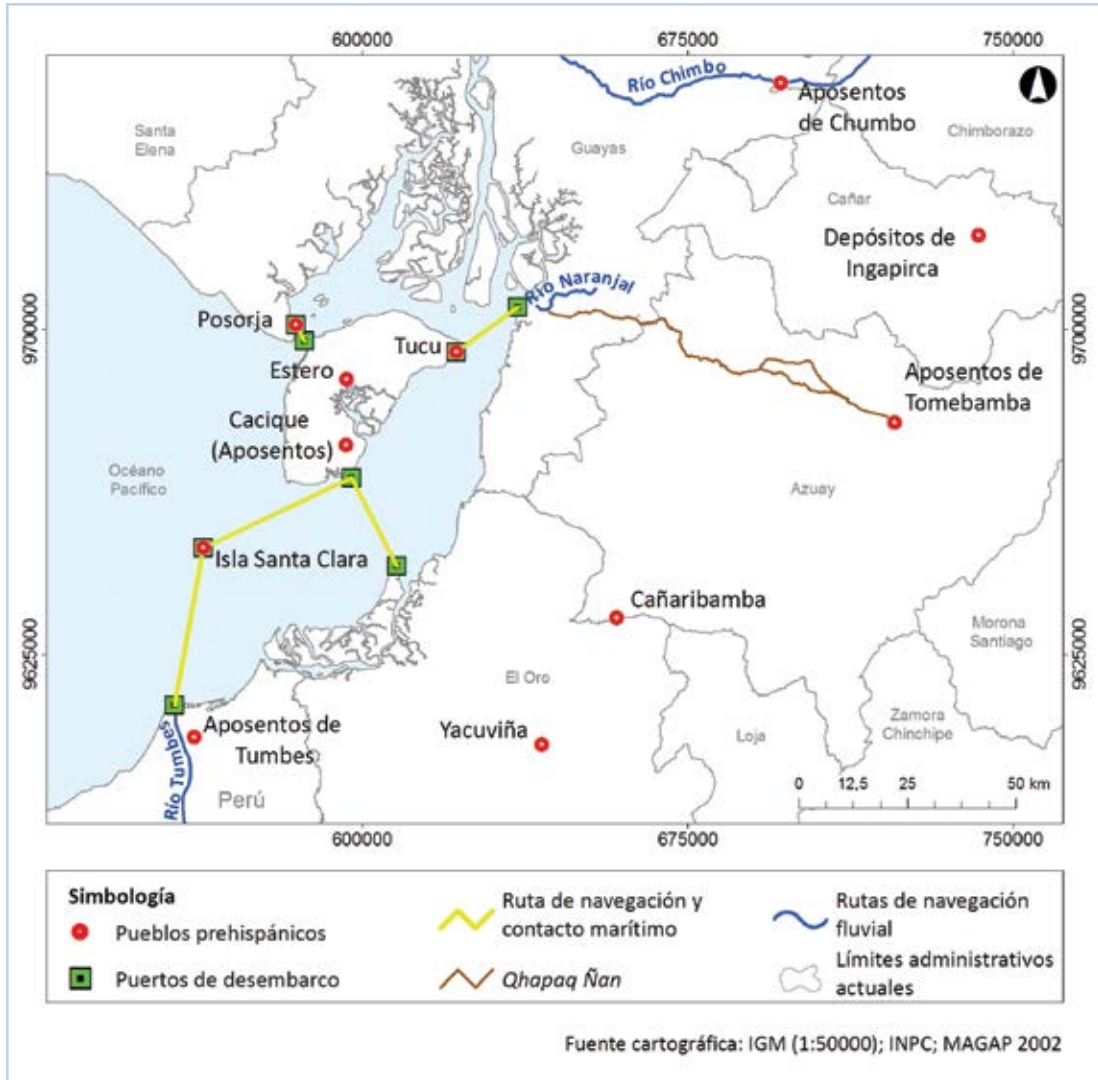 600000
675000
750000
Río Chimbo
Aposentos
de Chumbo
Santa
Elena
Guayas
Chimborazo
Cañar
Depósitos de
Ingapirca
Río Naranjal
9700000
Posorja
Tucu
9700000
Estero
Aposentos de
Tomebamba
Cacique
(Aposentos)
Océano
Pacífico
Azuay
Isla Santa Clara
Cañaribamba
Morona
Santiago
9625000
El Oro
9625000
Aposentos de
Tumbes
Yacuviña
Loja
Zamora
Chinchipe
Río Tumbes
Perú
0 12,5 25 50 km
600000
675000
750000
Simbología
Pueblos prehispánicos
Puertos de desembarco
Ruta de navegación y
contacto marítimo
Qhapaq Ñan
Rutas de navegación
fluvial
Límites administrativos
actuales
Fuente cartográfica: IGM (1:50000); INPC; MAGAP 2002